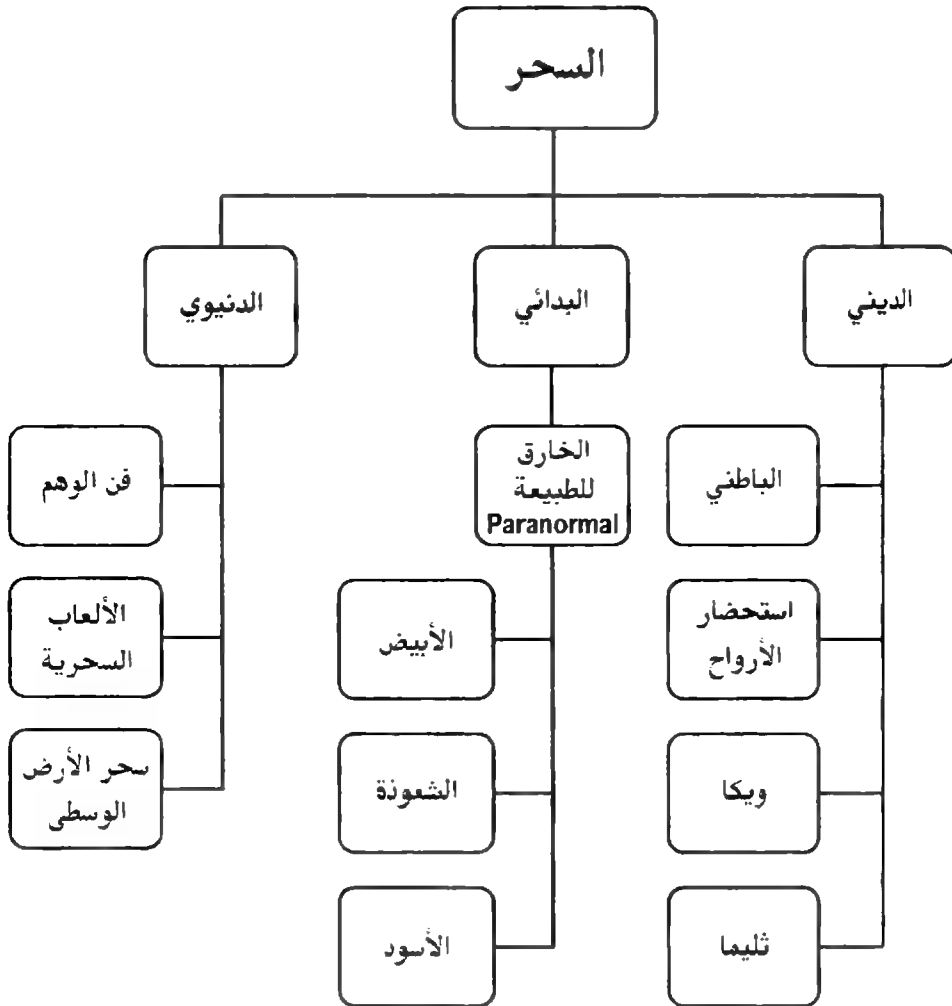 السحر
الديني
البدائي
الدنيوي
الباطني
استحضار
الأرواح
ويكا
ثليما
الخارق
للطبيعة
Paranormal
الأبيض
الشعوذة
الأسود
فن الوهم
الألعاب
السحرية
سحر الأرض
الوسطى